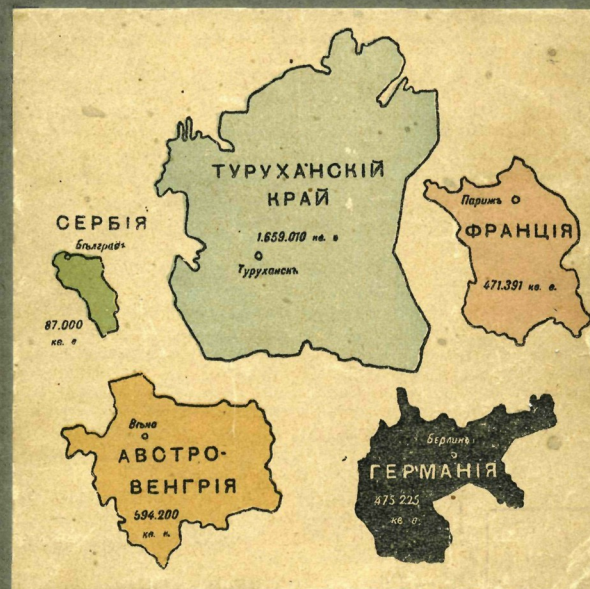 ТУРУХАНСКІЙ
КРАЙ
1.659.010 кв. в
Туруханскъ
СЕРБІЯ
Бѣлградъ
87.000
кв. в
Парижъ
ФРАНЦІЯ
471.391 кв. в.
Вѣна
АВСТРО-
ВЕНГРІЯ
594.200
кв. в.
Берлинъ
ГЕРМАНІЯ
475 225
кв. в.